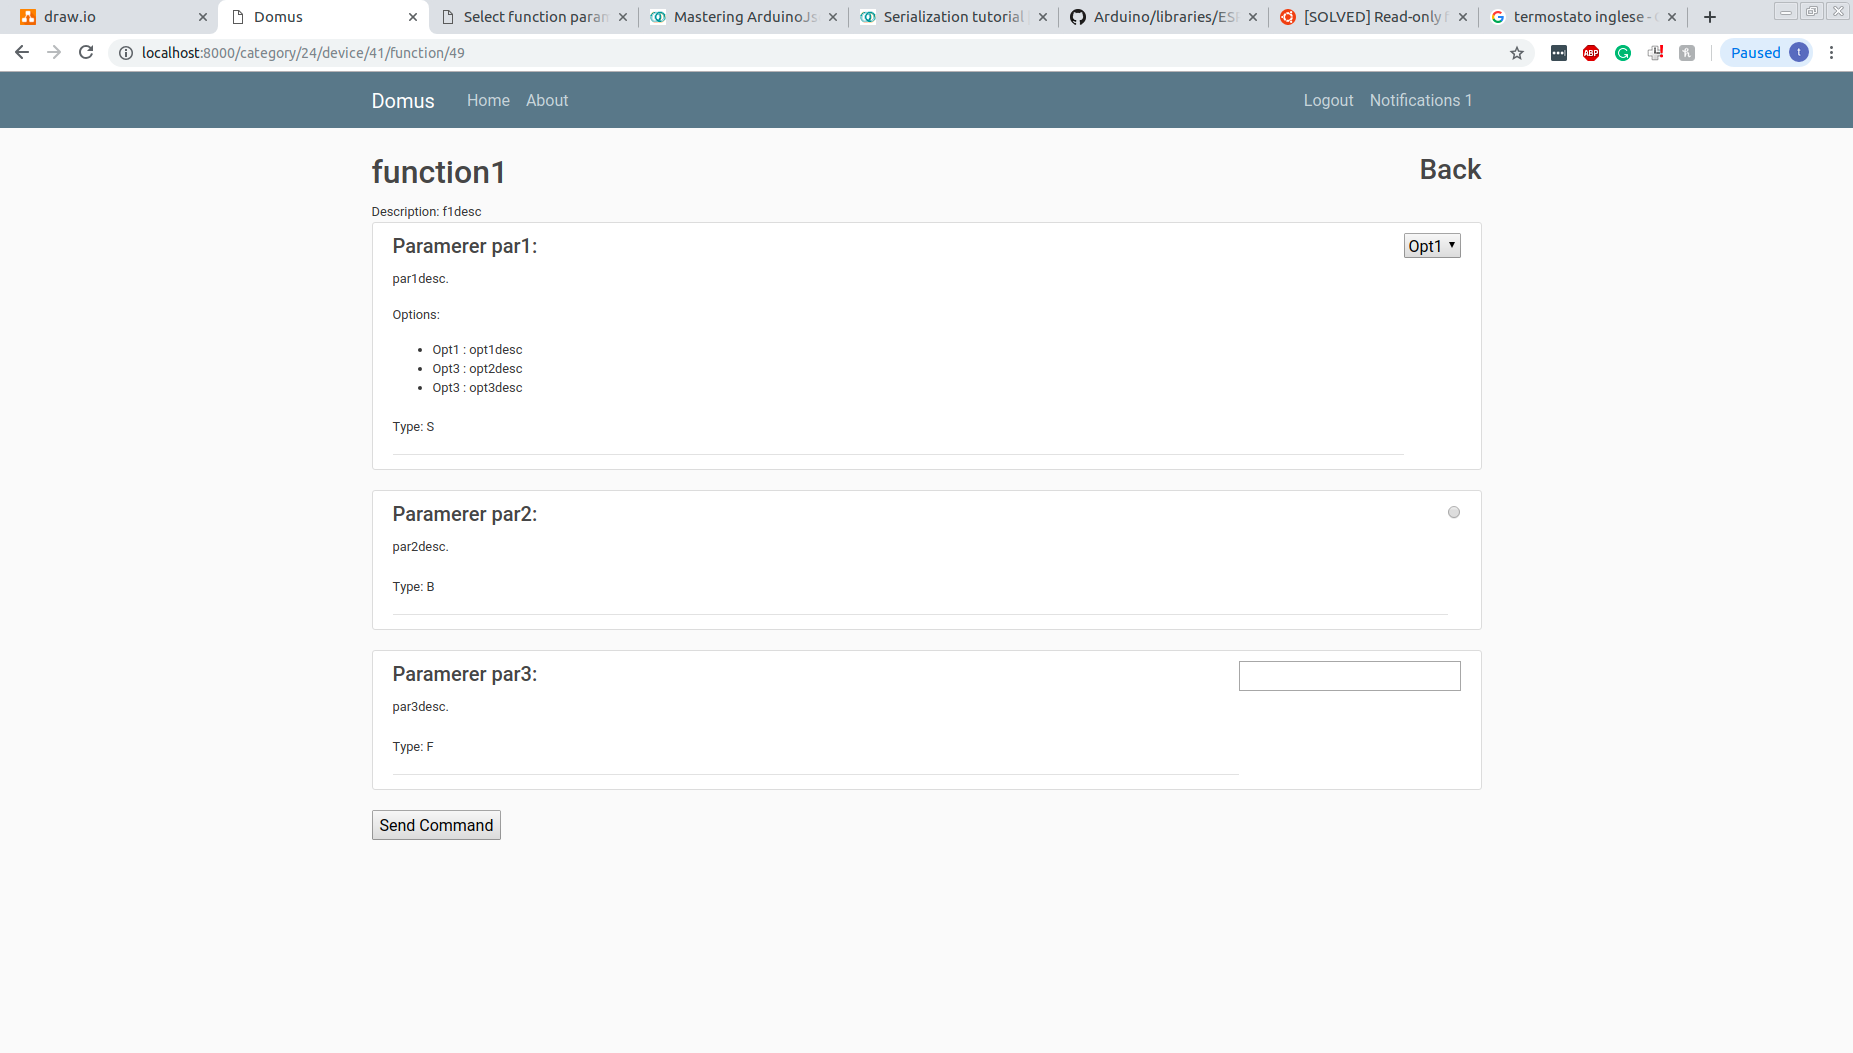 draw.io
Domus
Select function param
Mastering ArduinoJs
Serialization tutorial
Arduino/libraries/ESP
[SOLVED] Read-only f
termostato inglese -
localhost:8000/category/24/device/41/function/49
ABP
Paused
t
Domus Home About Logout Notifications 1
function1 Back
Description: f1desc
Paramerer par1: Opt1
par1desc.
Options:
Opt1 : opt1desc
Opt3 : opt2desc
Opt3 : opt3desc
Type: S
Paramerer par2:
par2desc.
Type: B
Paramerer par3:
par3desc.
Type: F
Send Command